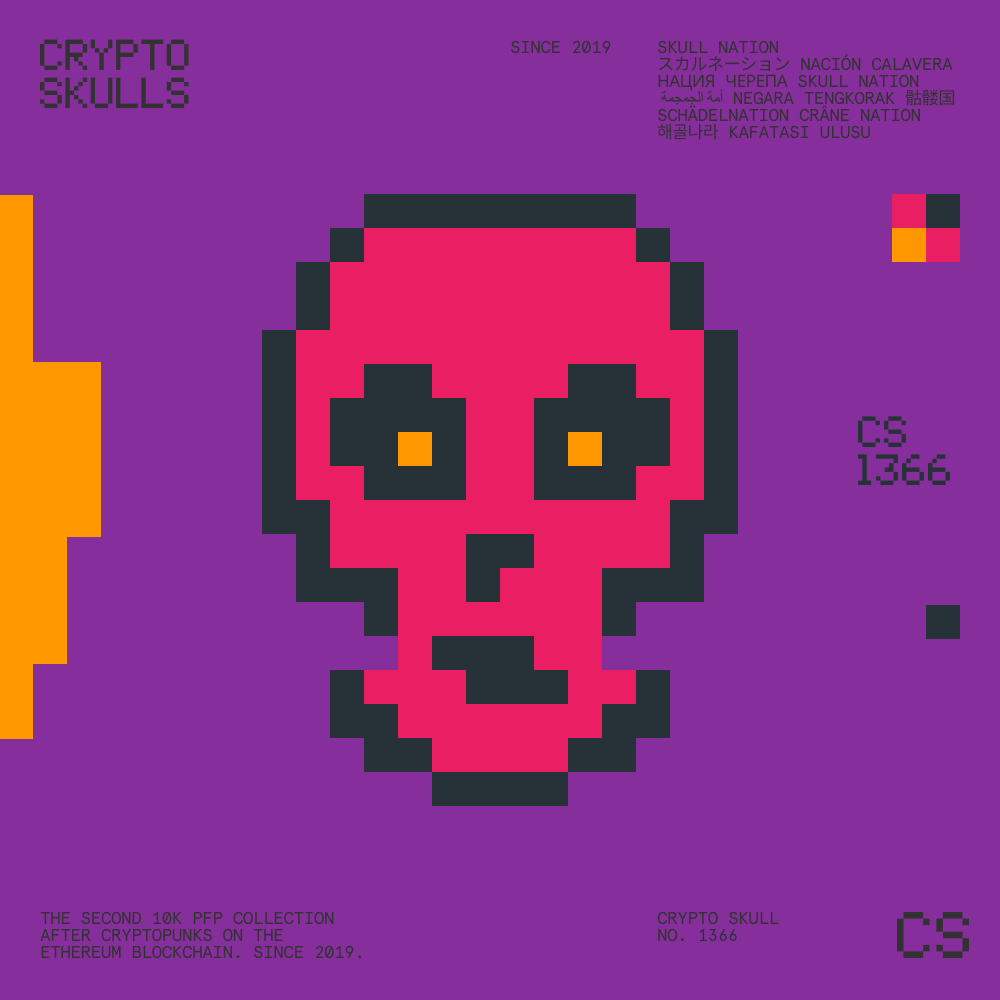 CRYPTO
SKULLS
SINCE 2019
SKULL NATION
スカルネーション NACIÓN CALAVERA
НАЦИЯ ЧЕРЕПА SKULL NATION
أمة الجمجمة NEGARA TENGKORAK 骷髅国
SCHÄDELNATION CRÂNE NATION
해골나라 KAFATASI ULUSU
CS
1366
THE SECOND 10K PFP COLLECTION
AFTER CRYPTOPUNKS ON THE
ETHEREUM BLOCKCHAIN. SINCE 2019.
CRYPTO SKULL
NO. 1366
CS